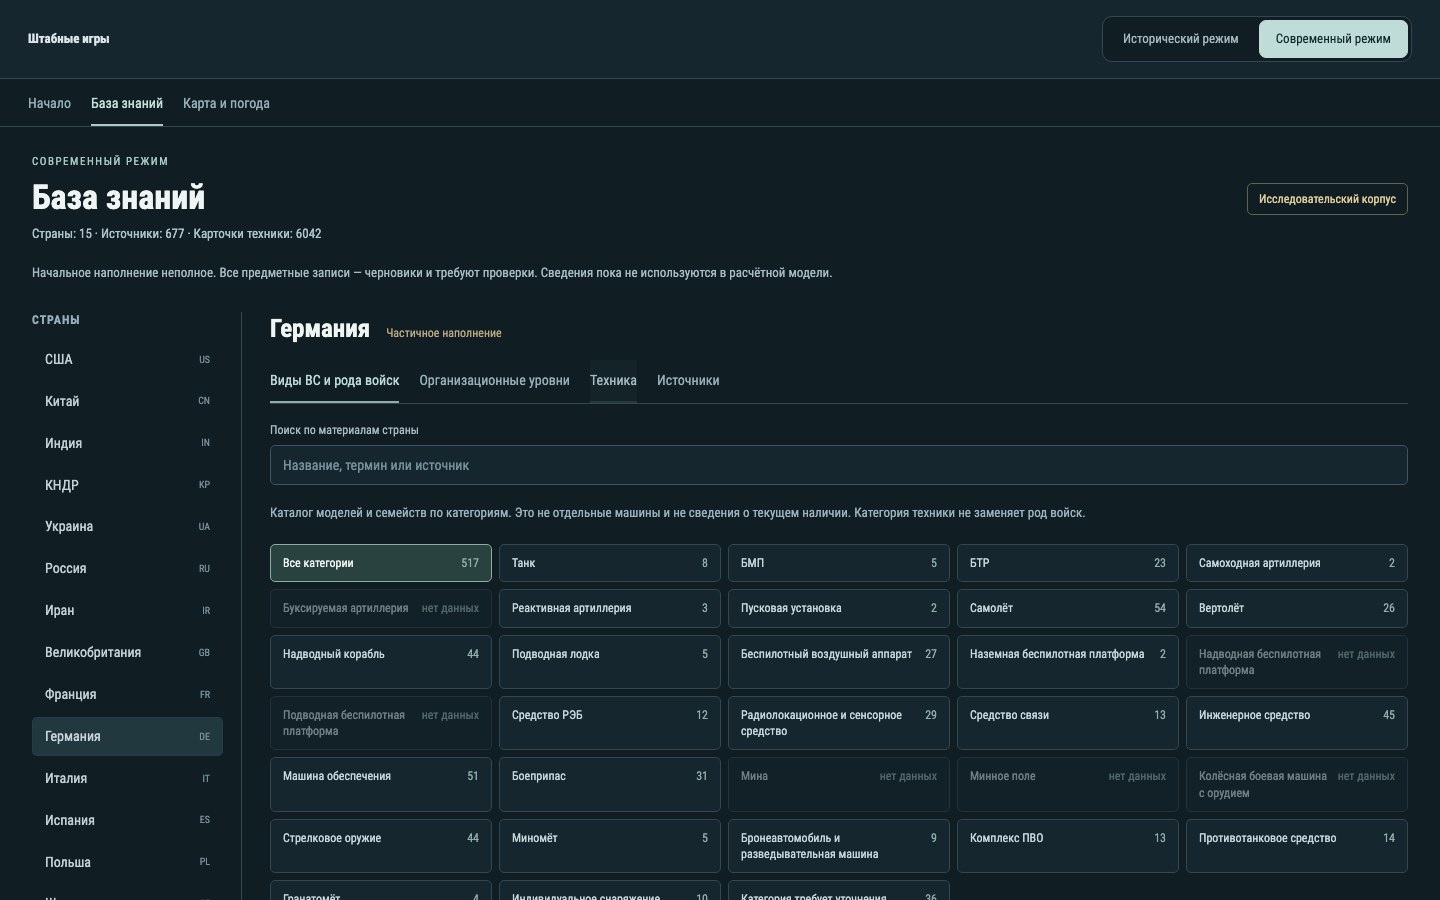 Штабные игры
Исторический режим
Современный режим
Начало
База знаний
Карта и погода
СОВРЕМЕННЫЙ РЕЖИМ
База знаний
Исследовательский корпус
Страны: 15 · Источники: 677 · Карточки техники: 6042
Начальное наполнение неполное. Все предметные записи — черновики и требуют проверки. Сведения пока не используются в расчётной модели.
СТРАНЫ
США US
Китай CN
Индия IN
КНДР KP
Украина UA
Россия RU
Иран IR
Великобритания GB
Франция FR
Германия DE
Италия IT
Испания ES
Польша PL
Германия
Частичное наполнение
Виды ВС и рода войск
Организационные уровни
Техника
Источники
Поиск по материалам страны
Название, термин или источник
Каталог моделей и семейств по категориям. Это не отдельные машины и не сведения о текущем наличии. Категория техники не заменяет род войск.
Все категории 517
Танк 8
БМП 5
БТР 23
Самоходная артиллерия 2
Буксируемая артиллерия нет данных
Реактивная артиллерия 3
Пусковая установка 2
Самолёт 54
Вертолёт 26
Надводный корабль 44
Подводная лодка 5
Беспилотный воздушный аппарат 27
Наземная беспилотная платформа 2
Надводная беспилотная нет данных
платформа
Подводная беспилотная нет данных
платформа
Средство РЭБ 12
Радиолокационное и сенсорное 29
средство
Средство связи 13
Инженерное средство 45
Машина обеспечения 51
Боеприпас 31
Мина нет данных
Минное поле нет данных
Колёсная боевая машина нет данных
с орудием
Стрелковое оружие 44
Миномёт 5
Бронеавтомобиль и 9
разведывательная машина
Комплекс ПВО 13
Противотанковое средство 14
Гранатомёт 4
Индивидуальное снаряжение 10
Категория требует уточнения 36